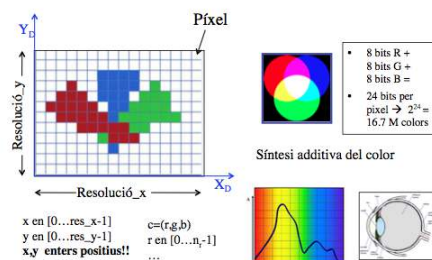 Y_D
Píxel
Resolució_y
X_D
Resolució_x
x en [0...res_x-1]
y en [0...res_y-1]
x,y enters positius!!
c=(r,g,b)
r en [0...n_r-1]
...
▪ 8 bits R +
8 bits G +
8 bits B =
▪ 24 bits per
pixel → 2^24 =
16.7 M colors
Síntesi additiva del color